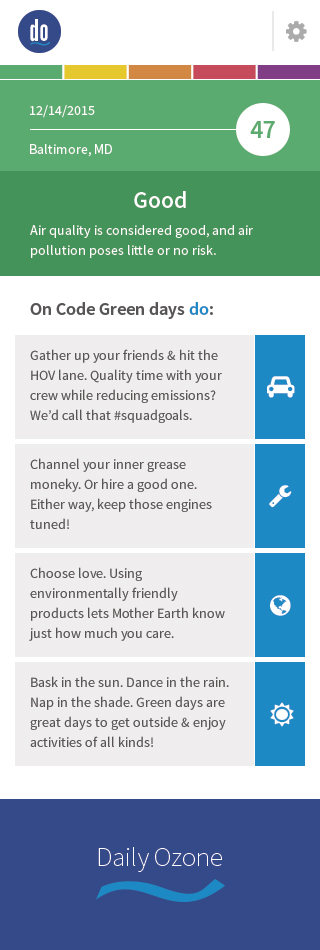 do
12/14/2015
47
Baltimore, MD
Good
Air quality is considered good, and air
pollution poses little or no risk.
On Code Green days do:
Gather up your friends & hit the
HOV lane. Quality time with your
crew while reducing emissions?
We'd call that #squadgoals.
Channel your inner grease
moneky. Or hire a good one.
Either way, keep those engines
tuned!
Choose love. Using
environmentally friendly
products lets Mother Earth know
just how much you care.
Bask in the sun. Dance in the rain.
Nap in the shade. Green days are
great days to get outside & enjoy
activities of all kinds!
Daily Ozone